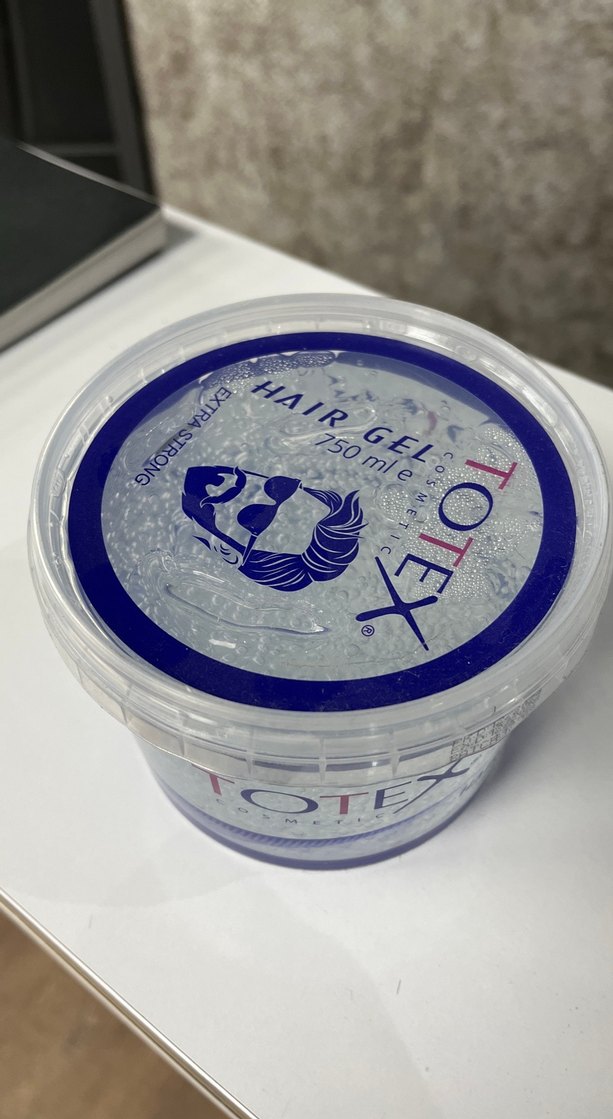 TOTEX®
COSMETIC
HAIR GEL
750 ml e
EXTRA STRONG
TOTEX
COSMETIC